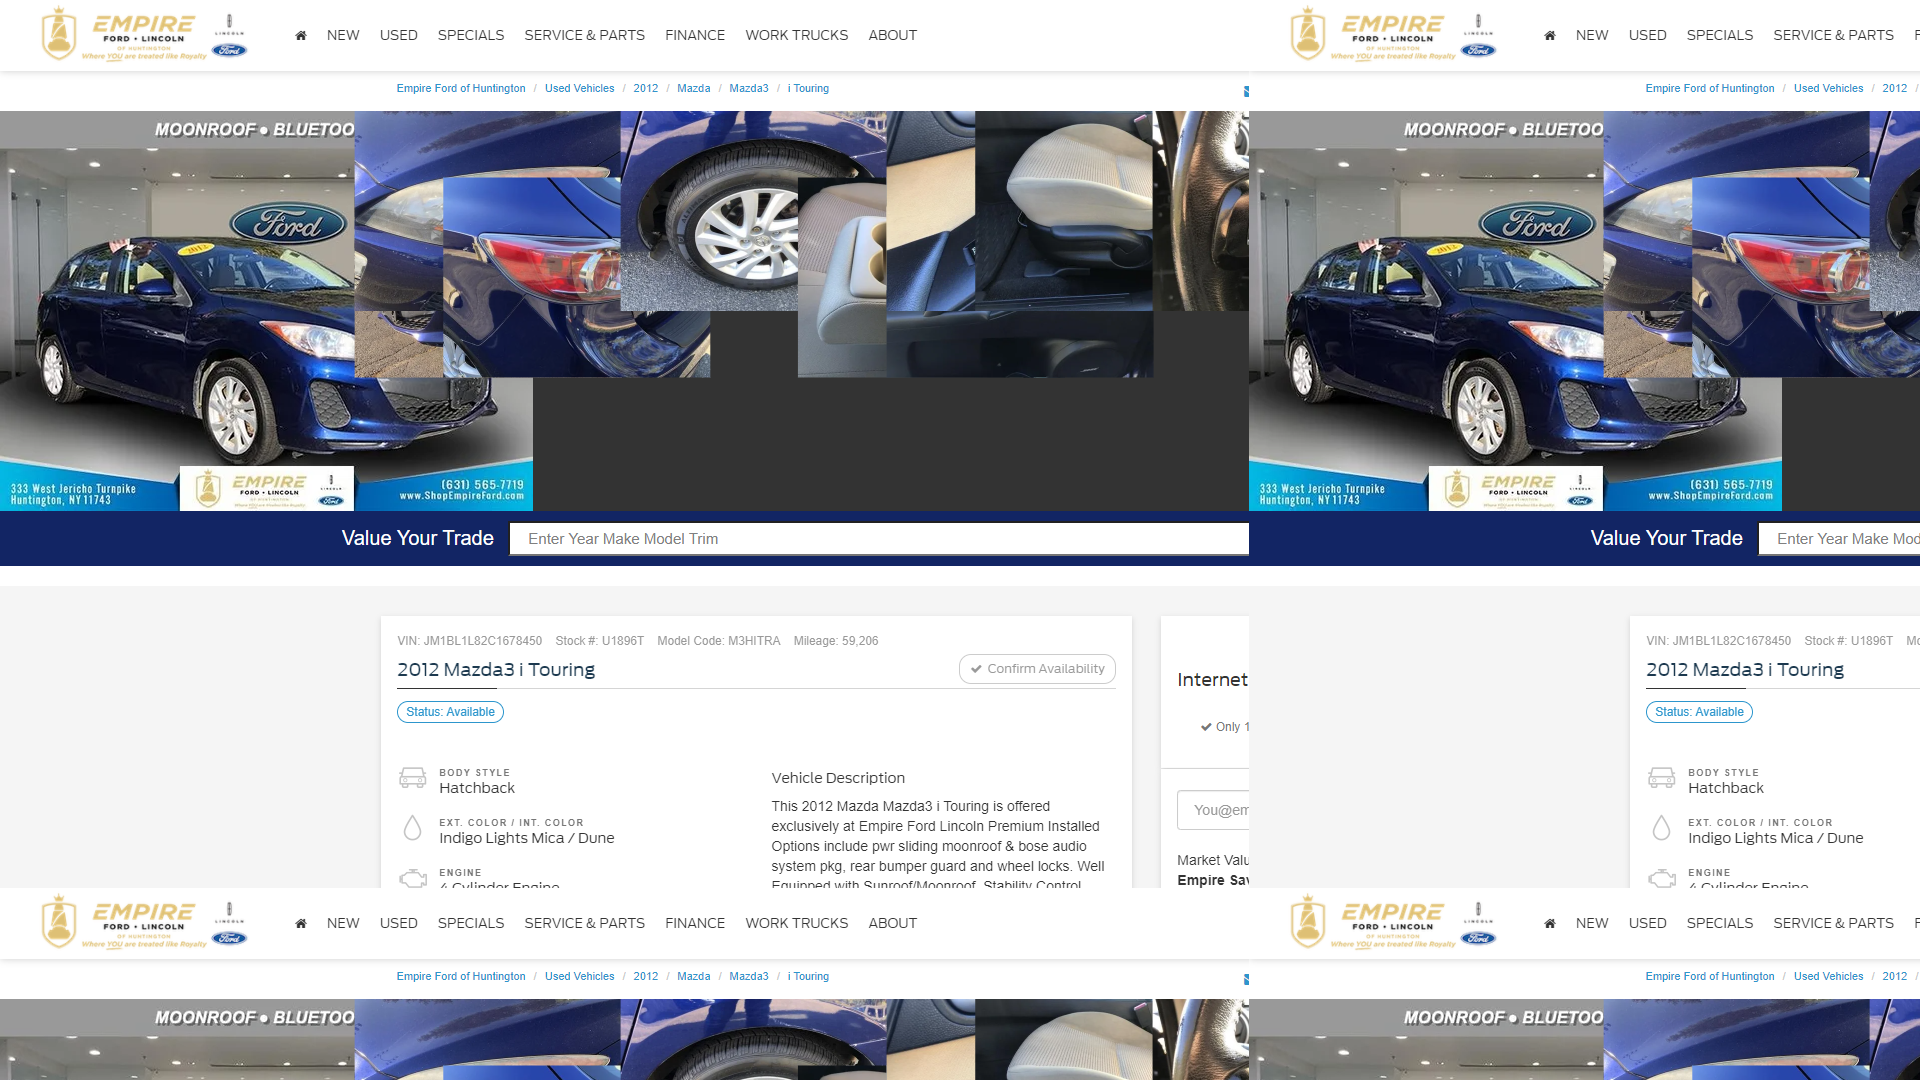 EMPIRE
FORD • LINCOLN
OF HUNTINGTON
Where YOU are treated like Royalty
LINCOLN
Ford
NEW USED SPECIALS SERVICE & PARTS FINANCE WORK TRUCKS ABOUT
EMPIRE
FORD • LINCOLN
OF HUNTINGTON
Where YOU are treated like Royalty
LINCOLN
Ford
NEW USED SPECIALS SERVICE & PARTS F
Empire Ford of Huntington / Used Vehicles / 2012 / Mazda / Mazda3 / i Touring
Empire Ford of Huntington / Used Vehicles / 2012 /
MOONROOF ● BLUETOO
MOONROOF ● BLUETOO
Ford
2012
Ford
2012
333 West Jericho Turnpike
Huntington, NY 11743
EMPIRE
FORD • LINCOLN
Ford
(631) 565-7719
www.ShopEmpireFord.com
333 West Jericho Turnpike
Huntington, NY 11743
EMPIRE
FORD • LINCOLN
Ford
(631) 565-7719
www.ShopEmpireFord.com
Value Your Trade Enter Year Make Model Trim
Value Your Trade Enter Year Make Mod
VIN: JM1BL1L82C1678450 Stock #: U1896T Model Code: M3HITRA Mileage: 59,206
2012 Mazda3 i Touring
Confirm Availability
Status: Available
BODY STYLE
Hatchback
EXT. COLOR / INT. COLOR
Indigo Lights Mica / Dune
ENGINE
4 Cylinder Engine
Vehicle Description
This 2012 Mazda Mazda3 i Touring is offered
exclusively at Empire Ford Lincoln Premium Installed
Options include pwr sliding moonroof & bose audio
system pkg, rear bumper guard and wheel locks. Well
Equipped with Sunroof/Moonroof, Stability Control,
Internet
Only 1
You@em
Market Valu
Empire Sav
VIN: JM1BL1L82C1678450 Stock #: U1896T Mo
2012 Mazda3 i Touring
Status: Available
BODY STYLE
Hatchback
EXT. COLOR / INT. COLOR
Indigo Lights Mica / Dune
ENGINE
4 Cylinder Engine
EMPIRE
FORD • LINCOLN
OF HUNTINGTON
Where YOU are treated like Royalty
LINCOLN
Ford
NEW USED SPECIALS SERVICE & PARTS FINANCE WORK TRUCKS ABOUT
EMPIRE
FORD • LINCOLN
OF HUNTINGTON
Where YOU are treated like Royalty
LINCOLN
Ford
NEW USED SPECIALS SERVICE & PARTS F
Empire Ford of Huntington / Used Vehicles / 2012 / Mazda / Mazda3 / i Touring
Empire Ford of Huntington / Used Vehicles / 2012 /
MOONROOF ● BLUETOO
MOONROOF ● BLUETOO